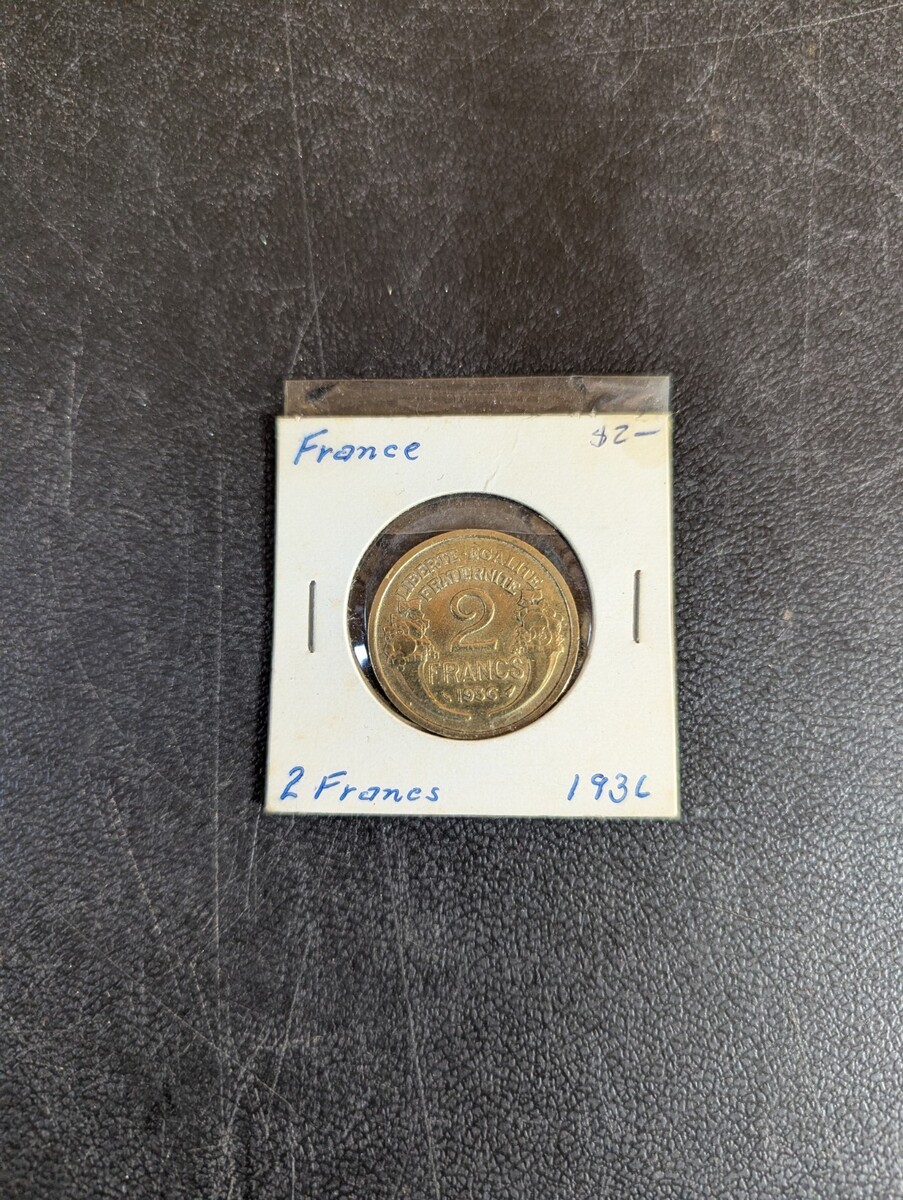 France $2-
LIBERTE · EGALITE
FRATERNITE
2
FRANCS
1936
2 Francs 1936